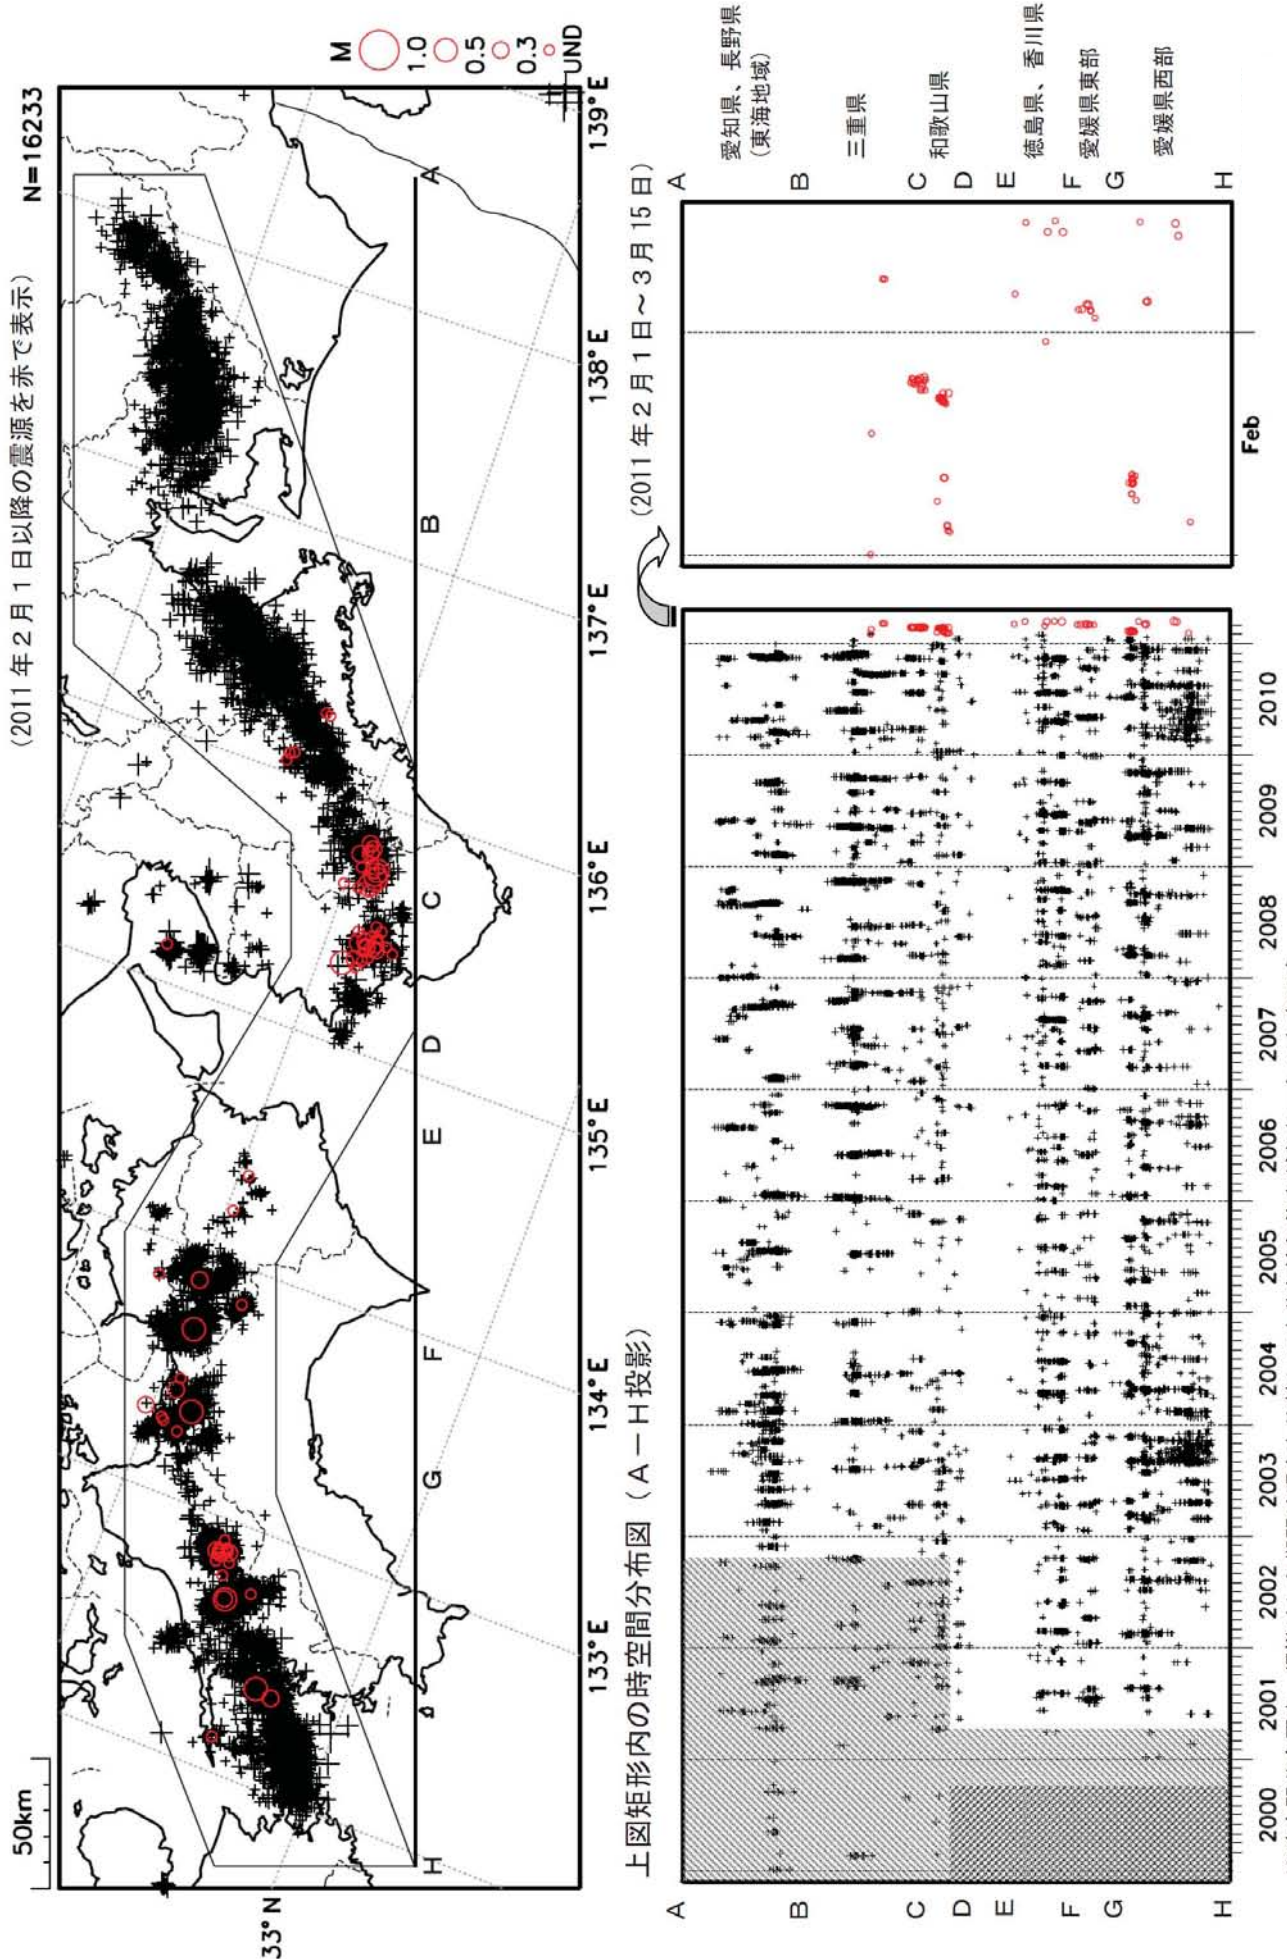 (2011年2月1日以降の震源を赤で表示)
50km
N=16233
M
1.0
0.5
0.3
UND
33°N
H
G
F
E
D
C
B
A
133°E
134°E
135°E
136°E
137°E
138°E
139°E
上図矩形内の時空間分布図（A－H投影）
(2011年2月1日～3月15日)
A
B
C
D
E
F
G
H
2000
2001
2002
2003
2004
2005
2006
2007
2008
2009
2010
Feb
A
B
C
D
E
F
G
H
愛知県、長野県
(東海地域)
三重県
和歌山県
徳島県、香川県
愛媛県東部
愛媛県西部